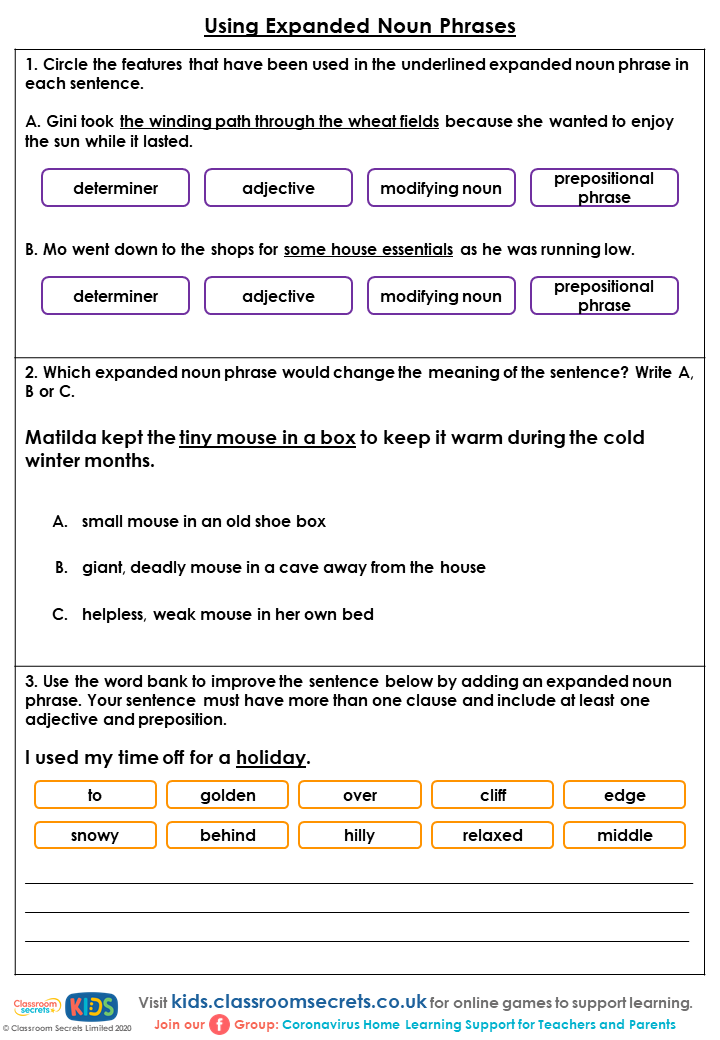 Using Expanded Noun Phrases
1. Circle the features that have been used in the underlined expanded noun phrase in
each sentence.
A. Gini took the winding path through the wheat fields because she wanted to enjoy
the sun while it lasted.
determiner adjective modifying noun prepositional
phrase
B. Mo went down to the shops for some house essentials as he was running low.
determiner adjective modifying noun prepositional
phrase
2. Which expanded noun phrase would change the meaning of the sentence? Write A,
B or C.
Matilda kept the tiny mouse in a box to keep it warm during the cold
winter months.
A. small mouse in an old shoe box
B. giant, deadly mouse in a cave away from the house
C. helpless, weak mouse in her own bed
3. Use the word bank to improve the sentence below by adding an expanded noun
phrase. Your sentence must have more than one clause and include at least one
adjective and preposition.
I used my time off for a holiday.
to golden over cliff edge
snowy behind hilly relaxed middle
Classroom
secrets KIDS
© Classroom Secrets Limited 2020
Visit kids.classroomsecrets.co.uk for online games to support learning.
Join our f Group: Coronavirus Home Learning Support for Teachers and Parents